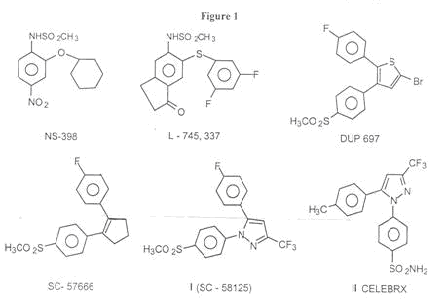 Figure 1
NHSO2CH3
O
NO2
NS-398
NHSO2CH3
S
F
F
O
L - 745, 337
F
S
Br
CH3O2S
DUP 697
F
H3CO2S
SC- 57666
F
N
N
CF3
H3CO2S
I (SC - 58125)
CF3
N
N
H3C
SO2NH2
II CELEBRX